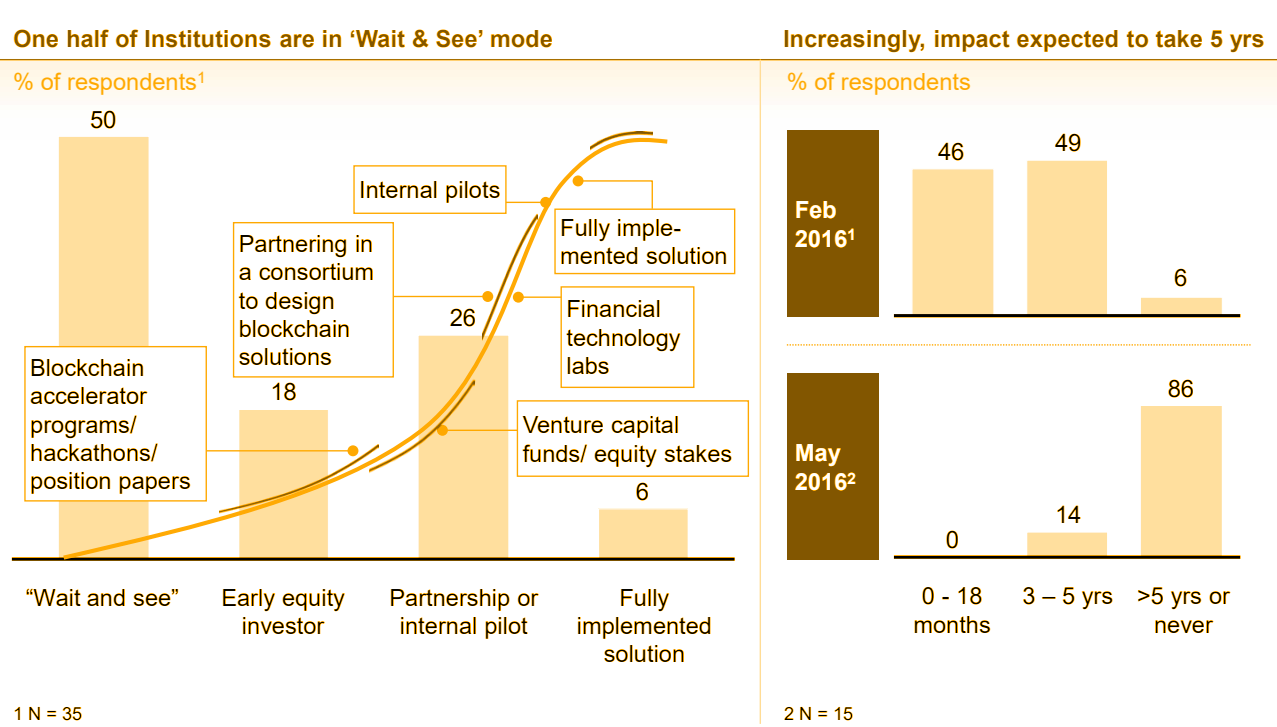 One half of Institutions are in ‘Wait & See’ mode
% of respondents¹
50
Internal pilots
Fully imple-
mented solution
Partnering in
a consortium
to design
blockchain
solutions
26
Financial
technology
labs
Blockchain
accelerator
programs/
hackathons/
position papers
18
Venture capital
funds/ equity stakes
6
“Wait and see”
Early equity
investor
Partnership or
internal pilot
Fully
implemented
solution
1 N = 35
Increasingly, impact expected to take 5 yrs
% of respondents
Feb
2016¹
46
49
6
May
2016²
0
14
86
0 - 18
months
3 – 5 yrs
>5 yrs or
never
2 N = 15